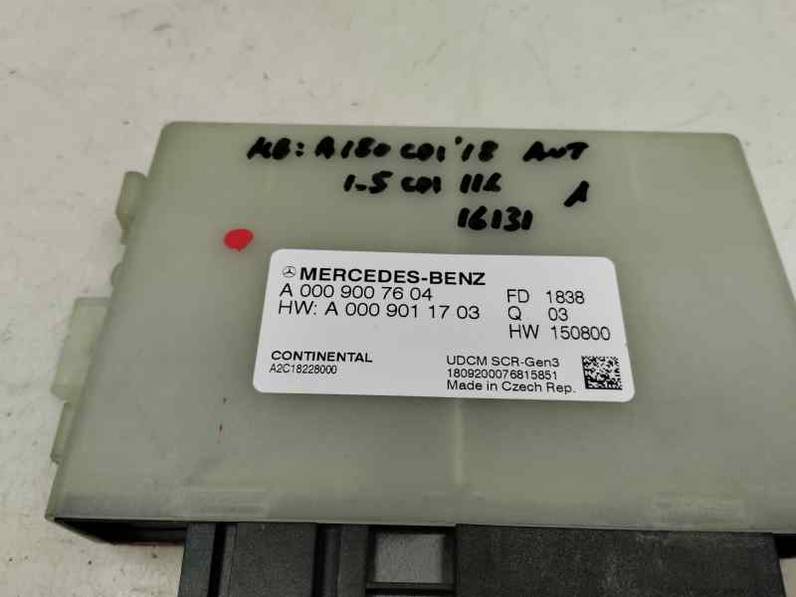 MB: A180 CDI '18 AUT
1.5 CDI 116 A
16131
MERCEDES-BENZ
A 000 900 76 04 FD 1838
HW: A 000 901 17 03 Q 03
HW 150800
CONTINENTAL UDCM SCR-Gen3
A2C18228000 1809200076815851
Made in Czech Rep.